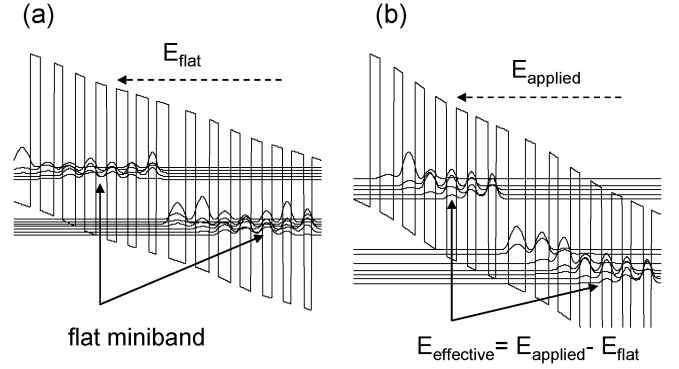 (a)
(b)
E_flat
E_applied
flat miniband
E_effective = E_applied - E_flat